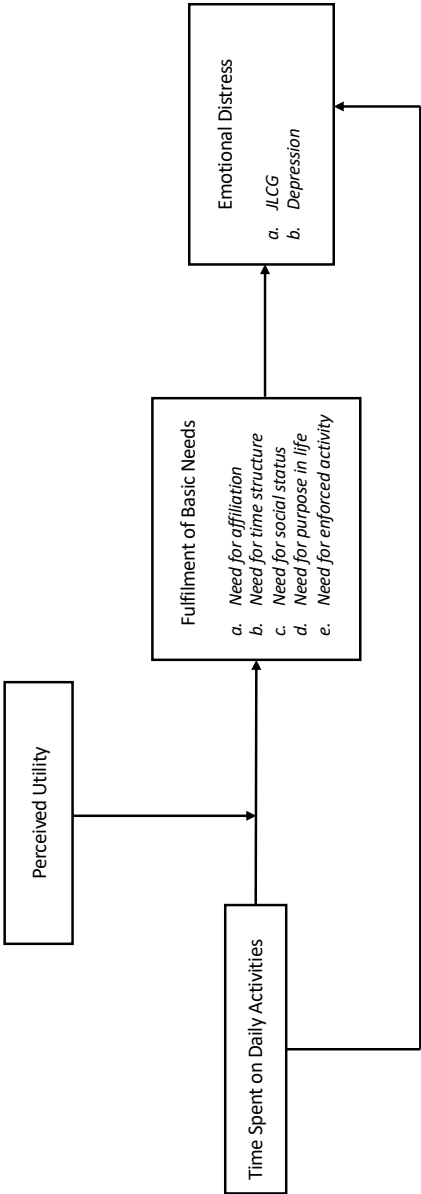 Perceived Utility
Time Spent on Daily Activities
Fulfilment of Basic Needs
a. Need for affiliation
b. Need for time structure
c. Need for social status
d. Need for purpose in life
e. Need for enforced activity
Emotional Distress
a. JLCG
b. Depression